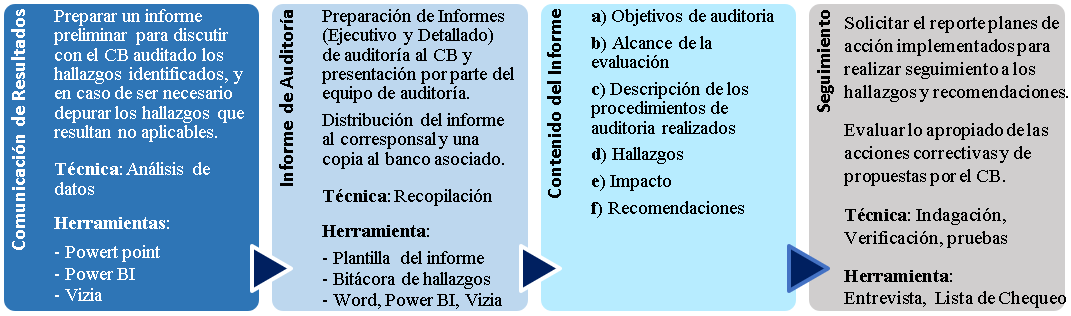 Comunicación de Resultados
Preparar un informe
preliminar para discutir
con el CB auditado los
hallazgos identificados, y
en caso de ser necesario
depurar los hallazgos que
resultan no aplicables.
Técnica: Análisis de
datos
Herramientas:
- Powert point
- Power BI
- Vizia
Informe de Auditoría
Preparación de Informes
(Ejecutivo y Detallado)
de auditoría al CB y
presentación por parte del
equipo de auditoría.
Distribución del informe
al corresponsal y una
copia al banco asociado.
Técnica: Recopilación
Herramienta:
- Plantilla del informe
- Bitácora de hallazgos
- Word, Power BI, Vizia
Contenido del Informe
a) Objetivos de auditoria
b) Alcance de la
evaluación
c) Descripción de los
procedimientos de
auditoria realizados
d) Hallazgos
e) Impacto
f) Recomendaciones
Seguimiento
Solicitar el reporte planes de
acción implementados para
realizar seguimiento a los
hallazgos y recomendaciones.
Evaluar lo apropiado de las
acciones correctivas y de
propuestas por el CB.
Técnica: Indagación,
Verificación, pruebas
Herramienta:
Entrevista, Lista de Chequeo